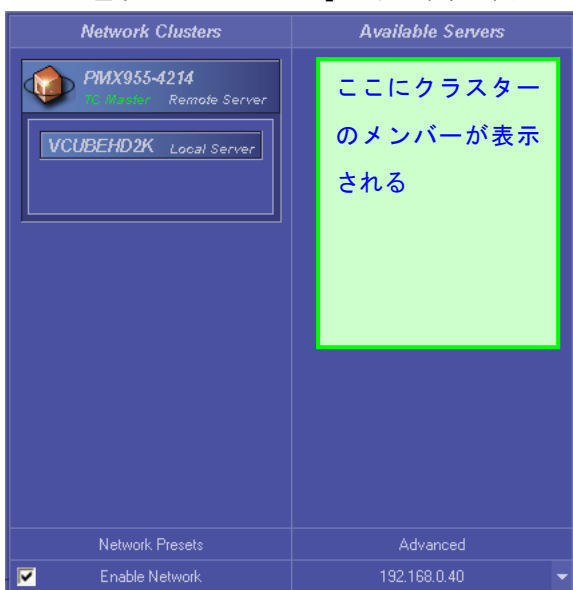 Network Clusters
Available Servers
PMX955-4214
TC Master Remote Server
VCUBEHD2K Local Server
ここにクラスター
のメンバーが表示
される
Network Presets
Advanced
Enable Network
192.168.0.40